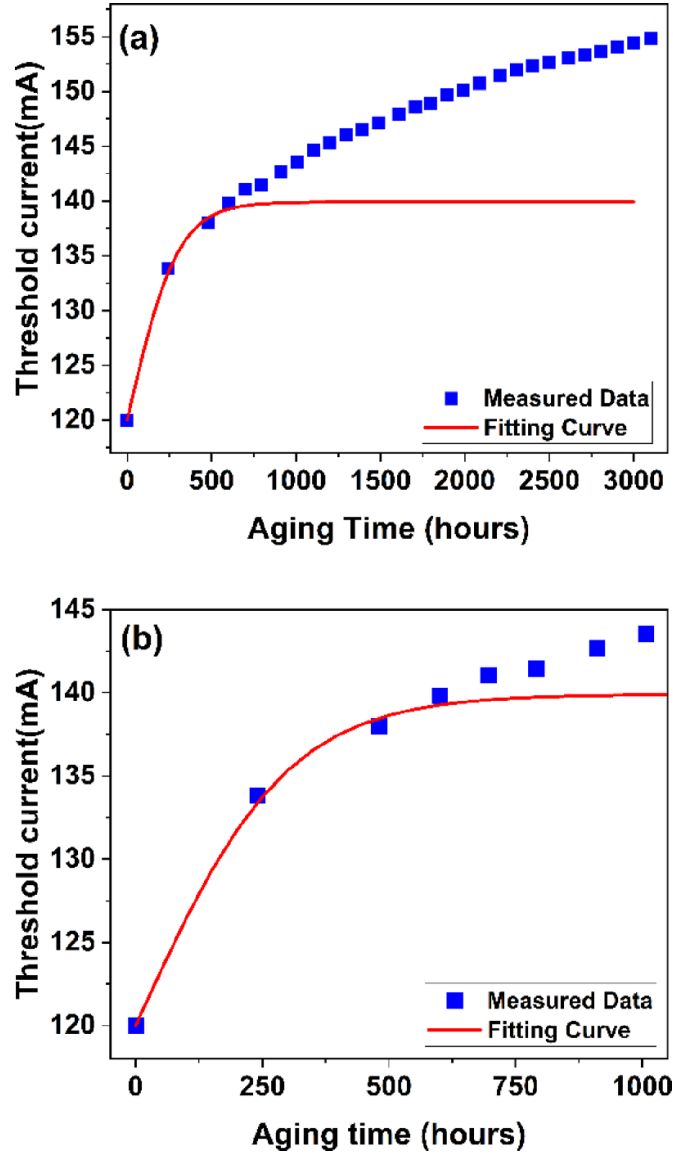 (a)
155
150
145
140
135
130
125
120
Threshold current(mA)
Measured Data
Fitting Curve
0 500 1000 1500 2000 2500 3000
Aging Time (hours)
(b)
145
140
135
130
125
120
Threshold current(mA)
Measured Data
Fitting Curve
0 250 500 750 1000
Aging time (hours)